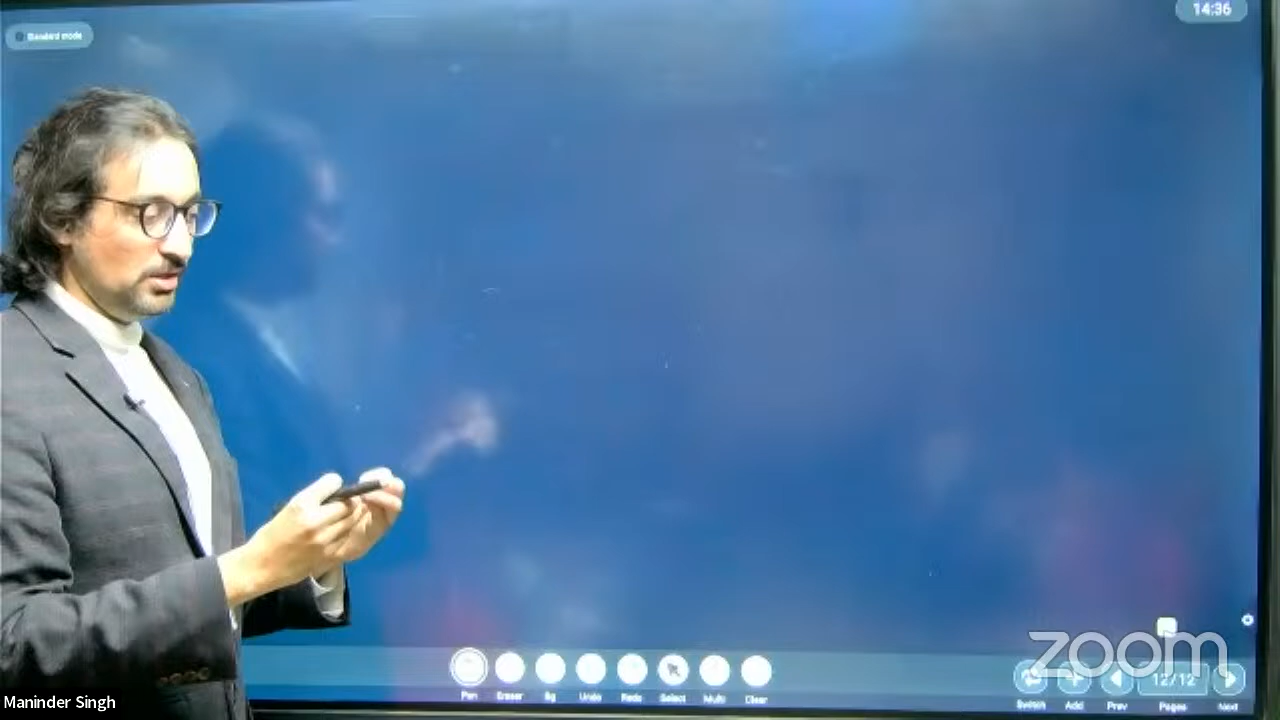 14:36
Standard mode
zoom
12/12
Pen Eraser Bg Undo Redo Select Multi Clear
Switch Add Prev Pages Next
Maninder Singh